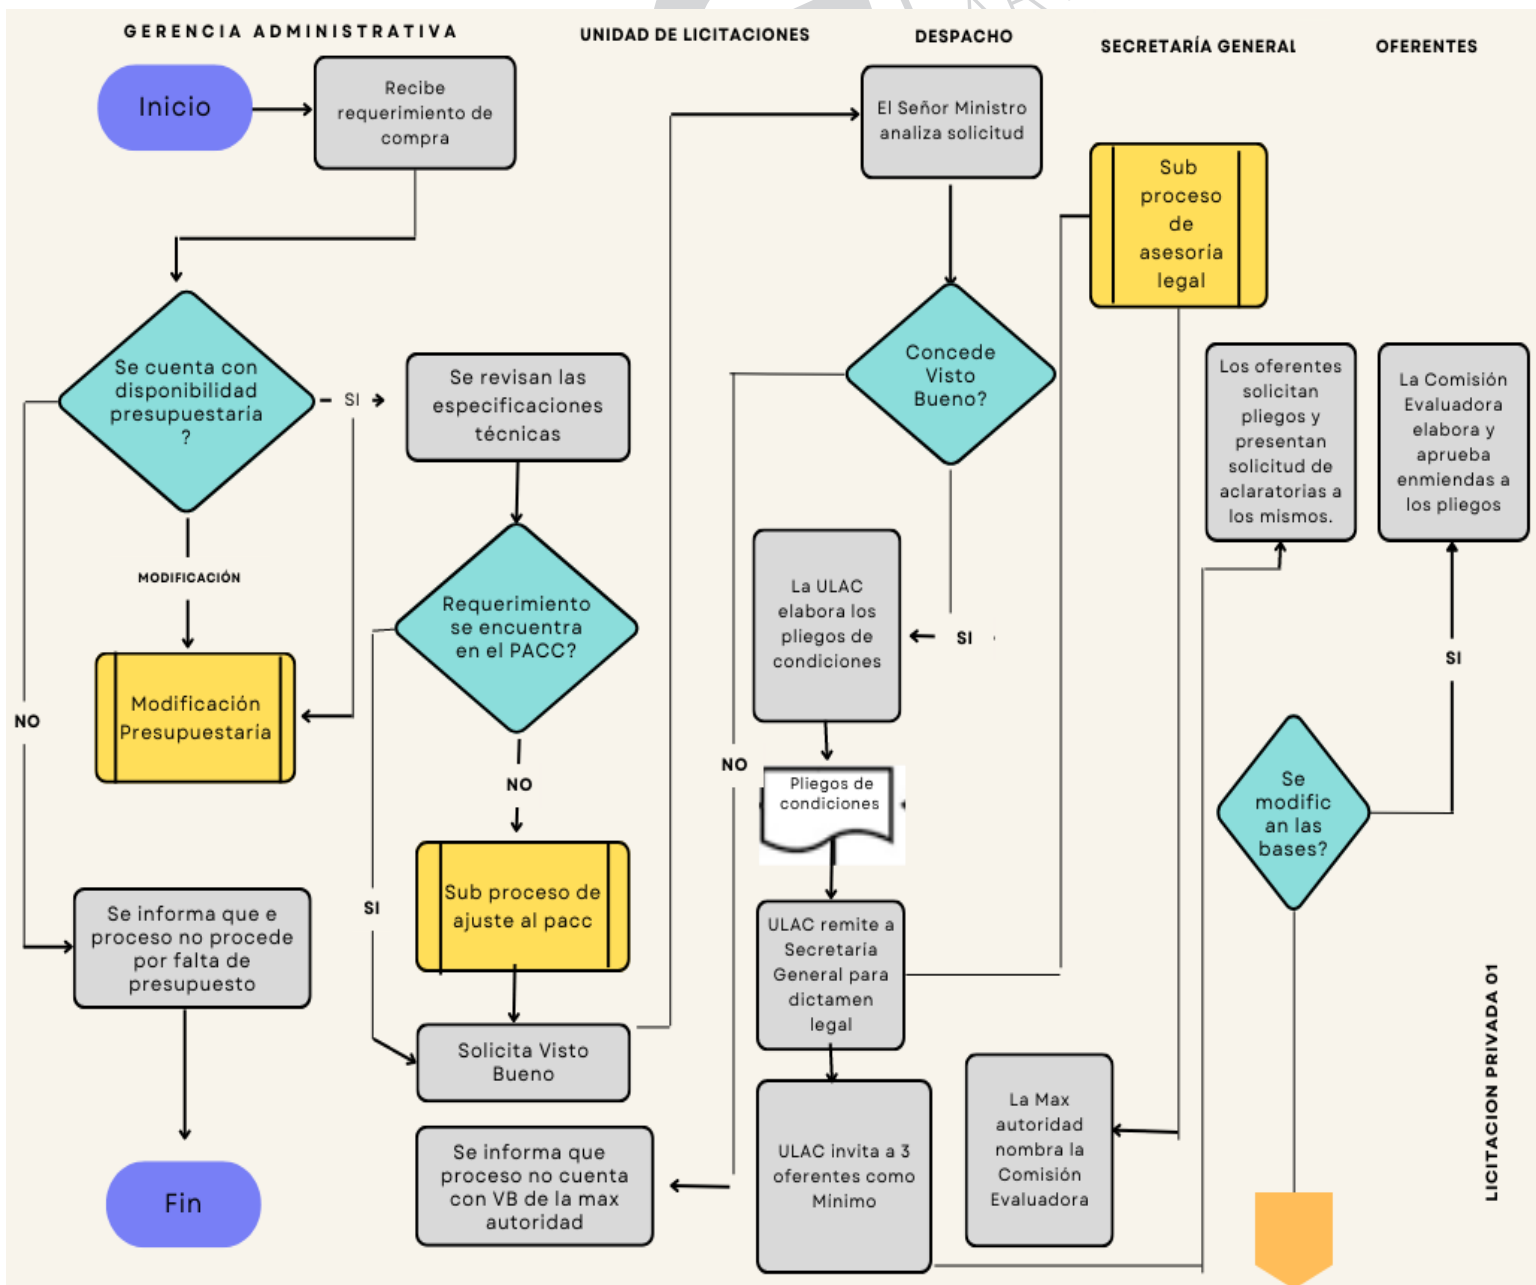 GERENCIA ADMINISTRATIVA
UNIDAD DE LICITACIONES
DESPACHO
SECRETARÍA GENERAL
OFERENTES
Inicio
Recibe
requerimiento de
compra
El Señor Ministro
analiza solicitud
Sub
proceso
de
asesoria
legal
Se cuenta con
disponibilidad
presupuestaria
?
SI
Se revisan las
especificaciones
técnicas
Concede
Visto
Bueno?
Los oferentes
solicitan
pliegos y
presentan
solicitud de
aclaratorias a
los mismos.
La Comisión
Evaluadora
elabora y
aprueba
enmiendas a
los pliegos
MODIFICACIÓN
Requerimiento
se encuentra
en el PACC?
La ULAC
elabora los
pliegos de
condiciones
SI
SI
Modificación
Presupuestaria
NO
NO
NO
Pliegos de
condiciones
Se
modific
an las
bases?
Sub proceso de
ajuste al pacc
SI
Se informa que e
proceso no procede
por falta de
presupuesto
ULAC remite a
Secretaria
General para
dictamen
legal
Solicita Visto
Bueno
La Max
autoridad
nombra la
Comisión
Evaluadora
LICITACION PRIVADA 01
Se informa que
proceso no cuenta
con VB de la max
autoridad
ULAC invita a 3
oferentes como
Minimo
Fin